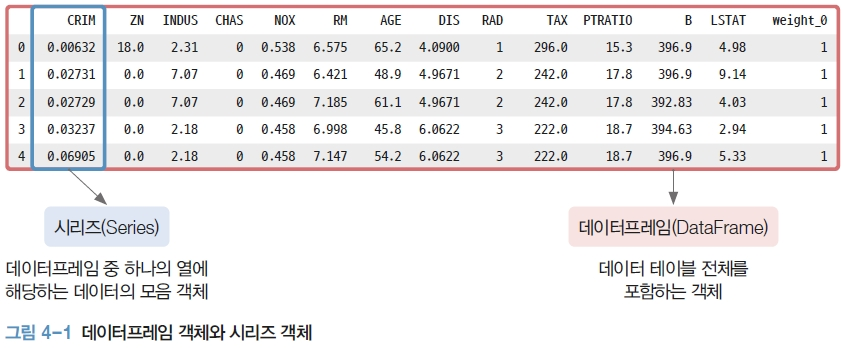 CRIM ZN INDUS CHAS NOX RM AGE DIS RAD TAX PTRATIO B LSTAT weight_0
0 0.00632 18.0 2.31 0 0.538 6.575 65.2 4.0900 1 296.0 15.3 396.9 4.98 1
1 0.02731 0.0 7.07 0 0.469 6.421 48.9 4.9671 2 242.0 17.8 396.9 9.14 1
2 0.02729 0.0 7.07 0 0.469 7.185 61.1 4.9671 2 242.0 17.8 392.83 4.03 1
3 0.03237 0.0 2.18 0 0.458 6.998 45.8 6.0622 3 222.0 18.7 394.63 2.94 1
4 0.06905 0.0 2.18 0 0.458 7.147 54.2 6.0622 3 222.0 18.7 396.9 5.33 1
시리즈(Series)
데이터프레임 중 하나의 열에
해당하는 데이터의 모음 객체
데이터프레임(DataFrame)
데이터 테이블 전체를
포함하는 객체
그림 4-1 데이터프레임 객체와 시리즈 객체